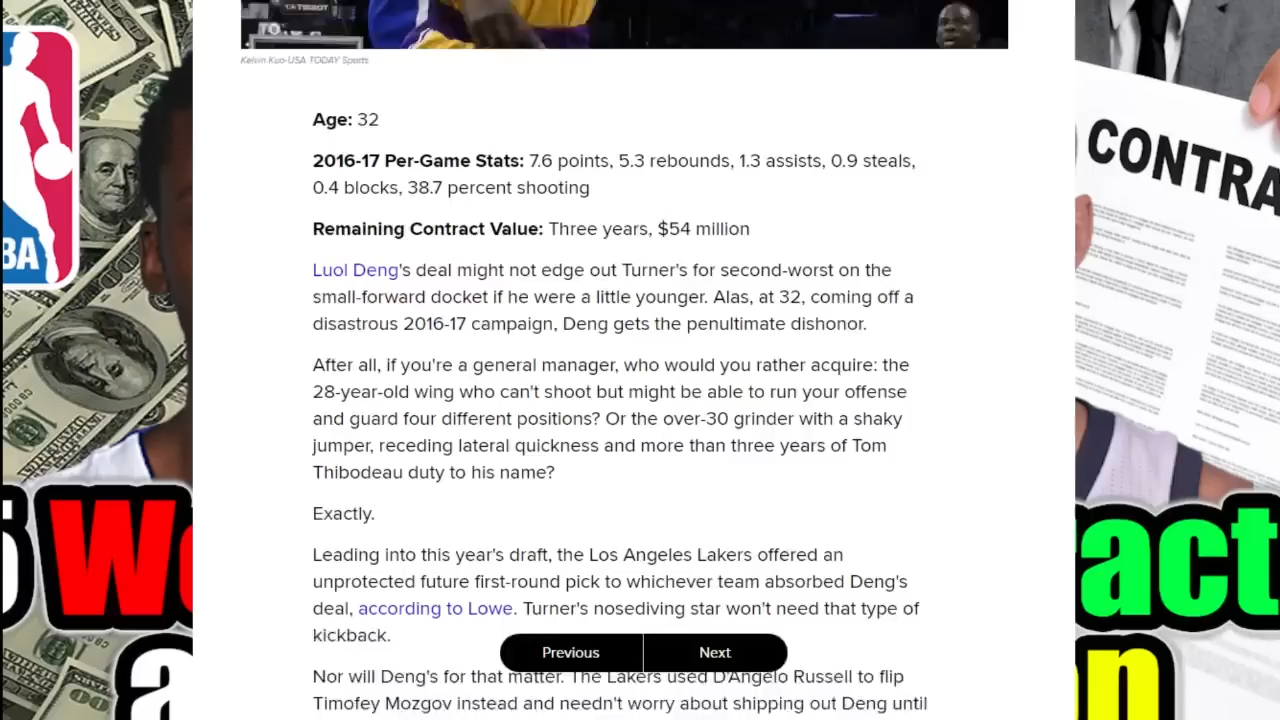 TISSOT
Kelvin Kuo-USA TODAY Sports
Age: 32
2016-17 Per-Game Stats: 7.6 points, 5.3 rebounds, 1.3 assists, 0.9 steals,
0.4 blocks, 38.7 percent shooting
Remaining Contract Value: Three years, $54 million
Luol Deng's deal might not edge out Turner's for second-worst on the
small-forward docket if he were a little younger. Alas, at 32, coming off a
disastrous 2016-17 campaign, Deng gets the penultimate dishonor.
After all, if you're a general manager, who would you rather acquire: the
28-year-old wing who can't shoot but might be able to run your offense
and guard four different positions? Or the over-30 grinder with a shaky
jumper, receding lateral quickness and more than three years of Tom
Thibodeau duty to his name?
Exactly.
Leading into this year's draft, the Los Angeles Lakers offered an
unprotected future first-round pick to whichever team absorbed Deng's
deal, according to Lowe. Turner's nosediving star won't need that type of
kickback.
Previous Next
Nor will Deng's for that matter. The Lakers used D'Angelo Russell to flip
Timofey Mozgov instead and needn't worry about shipping out Deng until
BA
CONTRA
5 We
act
a
n